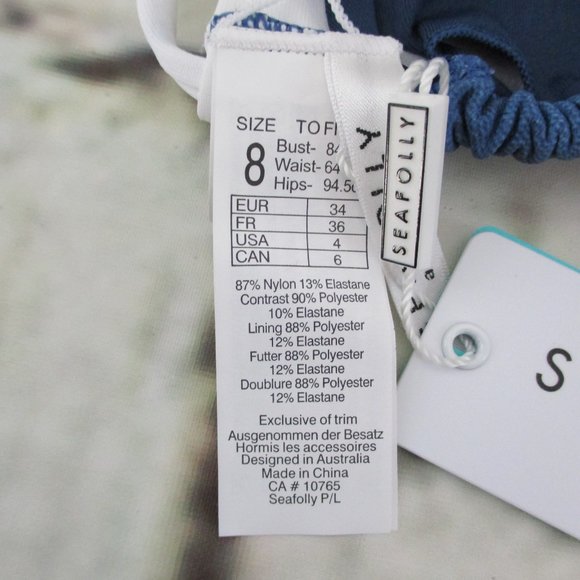 SIZE TO FI
8
Bust- 84
Waist- 64
Hips- 94.5
EUR 34
FR 36
USA 4
CAN 6
87% Nylon 13% Elastane
Contrast 90% Polyester
10% Elastane
Lining 88% Polyester
12% Elastane
Futter 88% Polyester
12% Elastane
Doublure 88% Polyester
12% Elastane
Exclusive of trim
Ausgenommen der Besatz
Hormis les accessoires
Designed in Australia
Made in China
CA # 10765
Seafolly P/L
SEAFOLLY
LLY
S